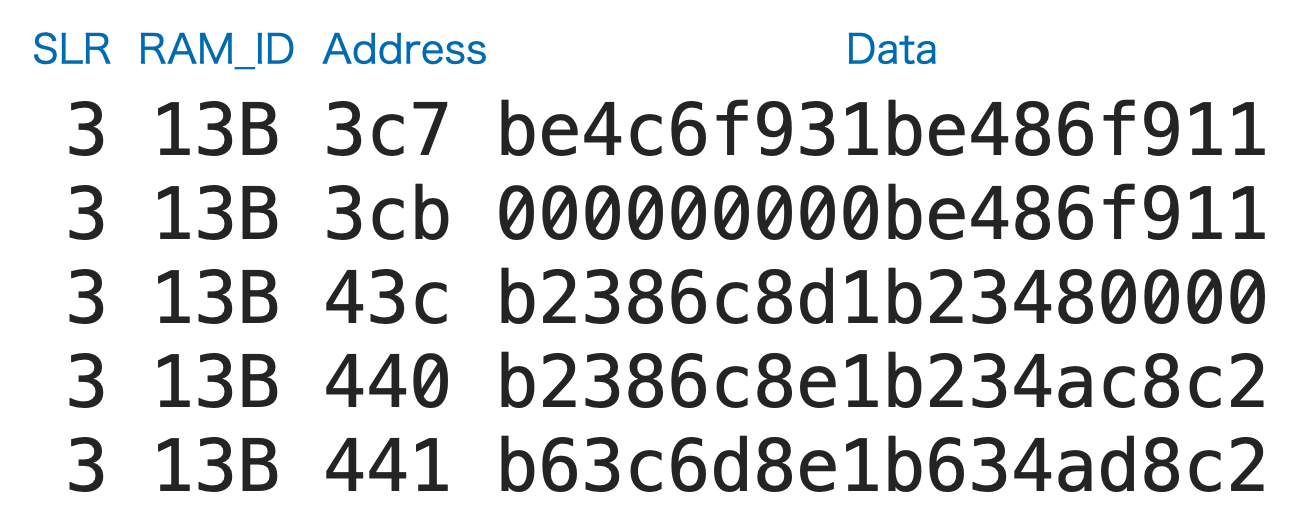 SLR RAM_ID Address Data
3 13B 3c7 be4c6f931be486f911
3 13B 3cb 000000000be486f911
3 13B 43c b2386c8d1b23480000
3 13B 440 b2386c8e1b234ac8c2
3 13B 441 b63c6d8e1b634ad8c2